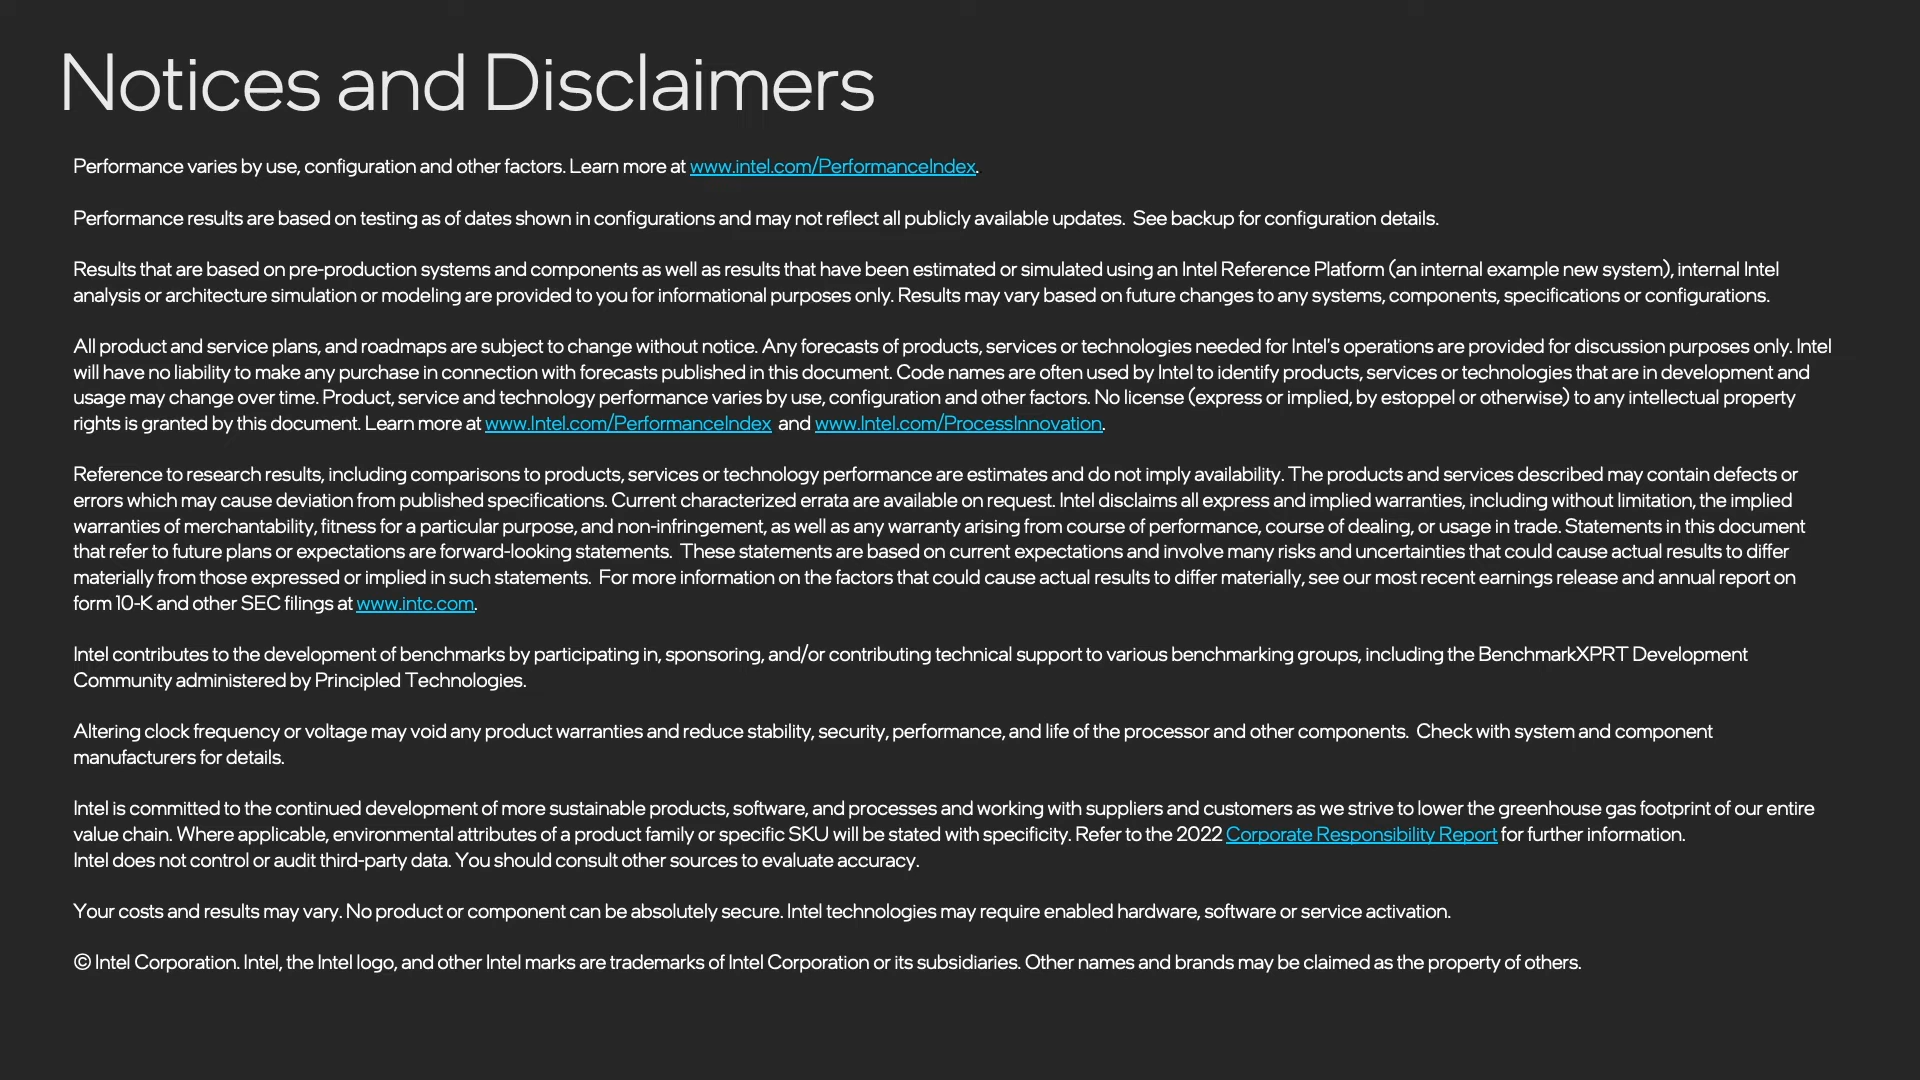 Notices and Disclaimers
Performance varies by use, configuration and other factors. Learn more at www.intel.com/PerformanceIndex.
Performance results are based on testing as of dates shown in configurations and may not reflect all publicly available updates.  See backup for configuration details.
Results that are based on pre-production systems and components as well as results that have been estimated or simulated using an Intel Reference Platform (an internal example new system), internal Intel
analysis or architecture simulation or modeling are provided to you for informational purposes only. Results may vary based on future changes to any systems, components, specifications or configurations.
All product and service plans, and roadmaps are subject to change without notice. Any forecasts of products, services or technologies needed for Intel's operations are provided for discussion purposes only. Intel
will have no liability to make any purchase in connection with forecasts published in this document. Code names are often used by Intel to identify products, services or technologies that are in development and
usage may change over time. Product, service and technology performance varies by use, configuration and other factors. No license (express or implied, by estoppel or otherwise) to any intellectual property
rights is granted by this document. Learn more at www.Intel.com/PerformanceIndex  and www.Intel.com/ProcessInnovation.
Reference to research results, including comparisons to products, services or technology performance are estimates and do not imply availability. The products and services described may contain defects or
errors which may cause deviation from published specifications. Current characterized errata are available on request. Intel disclaims all express and implied warranties, including without limitation, the implied
warranties of merchantability, fitness for a particular purpose, and non-infringement, as well as any warranty arising from course of performance, course of dealing, or usage in trade. Statements in this document
that refer to future plans or expectations are forward-looking statements.  These statements are based on current expectations and involve many risks and uncertainties that could cause actual results to differ
materially from those expressed or implied in such statements.  For more information on the factors that could cause actual results to differ materially, see our most recent earnings release and annual report on
form 10-K and other SEC filings at www.intc.com.
Intel contributes to the development of benchmarks by participating in, sponsoring, and/or contributing technical support to various benchmarking groups, including the BenchmarkXPRT Development
Community administered by Principled Technologies.
Altering clock frequency or voltage may void any product warranties and reduce stability, security, performance, and life of the processor and other components.  Check with system and component
manufacturers for details.
Intel is committed to the continued development of more sustainable products, software, and processes and working with suppliers and customers as we strive to lower the greenhouse gas footprint of our entire
value chain. Where applicable, environmental attributes of a product family or specific SKU will be stated with specificity. Refer to the 2022 Corporate Responsibility Report for further information.
Intel does not control or audit third-party data. You should consult other sources to evaluate accuracy.
Your costs and results may vary. No product or component can be absolutely secure. Intel technologies may require enabled hardware, software or service activation.
© Intel Corporation. Intel, the Intel logo, and other Intel marks are trademarks of Intel Corporation or its subsidiaries. Other names and brands may be claimed as the property of others.